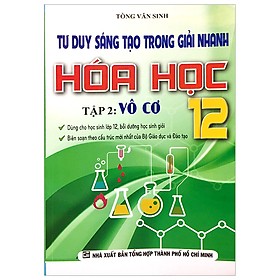 TÒNG VĂN SINH
TƯ DUY SÁNG TẠO TRONG GIẢI NHANH
HÓA HỌC
TẬP 2: VÔ CƠ
12
• Dùng cho học sinh lớp 12, bồi dưỡng học sinh giỏi
• Biên soạn theo cấu trúc mới nhất của Bộ Giáo dục và Đào tạo
NHÀ XUẤT BẢN TỔNG HỢP THÀNH PHỐ HỒ CHÍ MINH